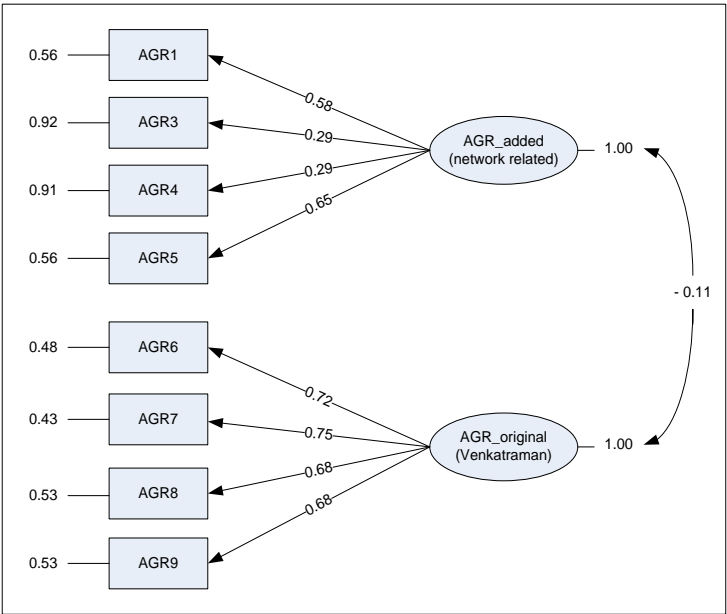 0.56 AGR1
0.58
0.92 AGR3
0.29
AGR_added
(network related)
1.00
0.91 AGR4
0.29
0.65
0.56 AGR5
- 0.11
0.48 AGR6
0.72
0.43 AGR7
0.75
AGR_original
(Venkatraman)
1.00
0.53 AGR8
0.68
0.68
0.53 AGR9